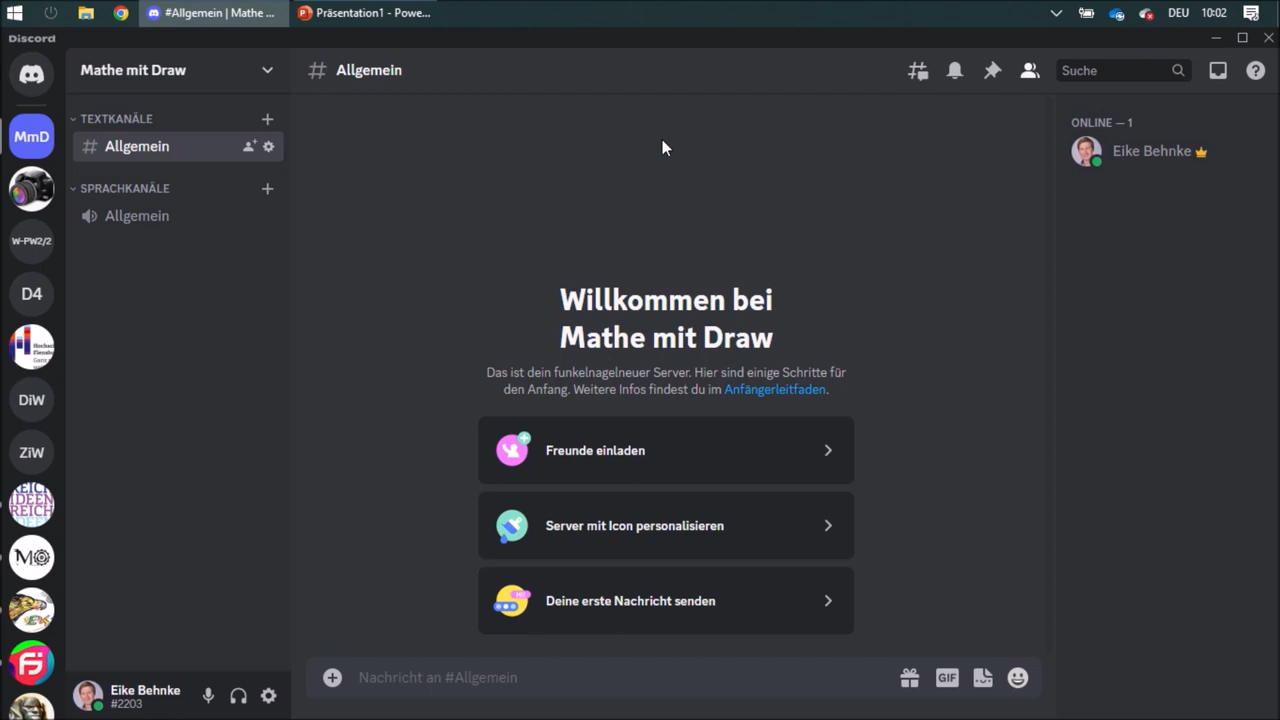 #Allgemein | Mathe ...
Präsentation1 - Powe...
DEU
10:02
Discord
Mathe mit Draw
Allgemein
Suche
MmD
TEXTKANÄLE
Allgemein
SPRACHKANÄLE
Allgemein
W-PW2/2
D4
DiW
ZiW
IDEEN
REICH
ONLINE — 1
Eike Behnke
Willkommen bei
Mathe mit Draw
Das ist dein funkelnagelneuer Server. Hier sind einige Schritte für
den Anfang. Weitere Infos findest du im Anfängerleitfaden.
Freunde einladen
Server mit Icon personalisieren
Deine erste Nachricht senden
Nachricht an #Allgemein
GIF
Eike Behnke
#2203